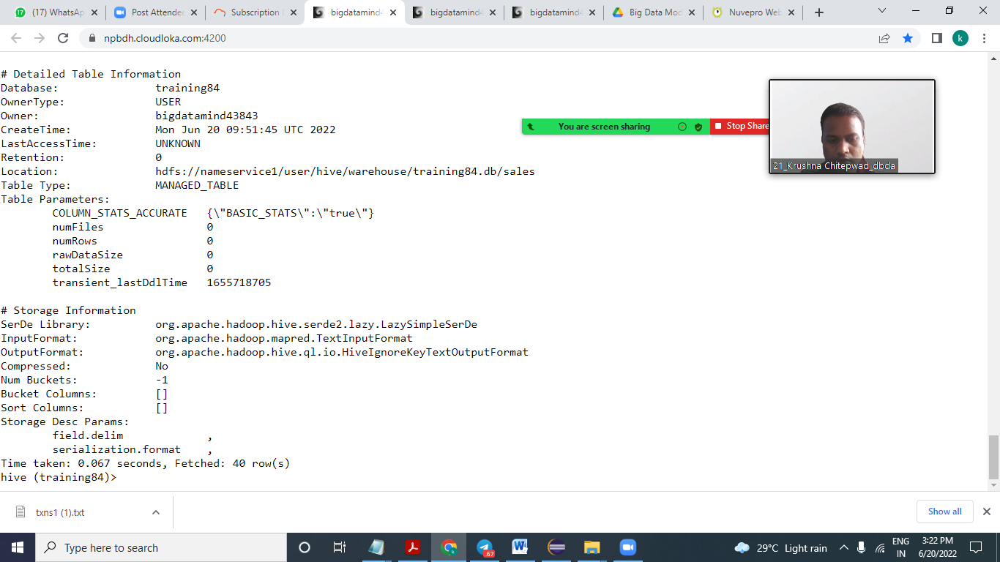 (17) WhatsAp
Post Attende
Subscription
bigdatamind4
bigdatamind4
bigdatamind4
Big Data Mod
Nuvepro Web
npbdh.cloudloka.com:4200
k
# Detailed Table Information
Database: training84
OwnerType: USER
Owner: bigdatamind43843
CreateTime: Mon Jun 20 09:51:45 UTC 2022
LastAccessTime: UNKNOWN
Retention: 0
Location: hdfs://nameservice1/user/hive/warehouse/training84.db/sales
Table Type: MANAGED_TABLE
Table Parameters:
COLUMN_STATS_ACCURATE {\"BASIC_STATS\":\"true\"}
numFiles 0
numRows 0
rawDataSize 0
totalSize 0
transient_lastDdlTime 1655718705
You are screen sharing
Stop Share
21_Krushna Chitepwad_dbda
# Storage Information
SerDe Library: org.apache.hadoop.hive.serde2.lazy.LazySimpleSerDe
InputFormat: org.apache.hadoop.mapred.TextInputFormat
OutputFormat: org.apache.hadoop.hive.ql.io.HiveIgnoreKeyTextOutputFormat
Compressed: No
Num Buckets: -1
Bucket Columns: []
Sort Columns: []
Storage Desc Params:
field.delim ,
serialization.format ,
Time taken: 0.067 seconds, Fetched: 40 row(s)
hive (training84)>
txns1 (1).txt
Show all
Type here to search
.67
29°C Light rain
ENG
IN
3:22 PM
6/20/2022